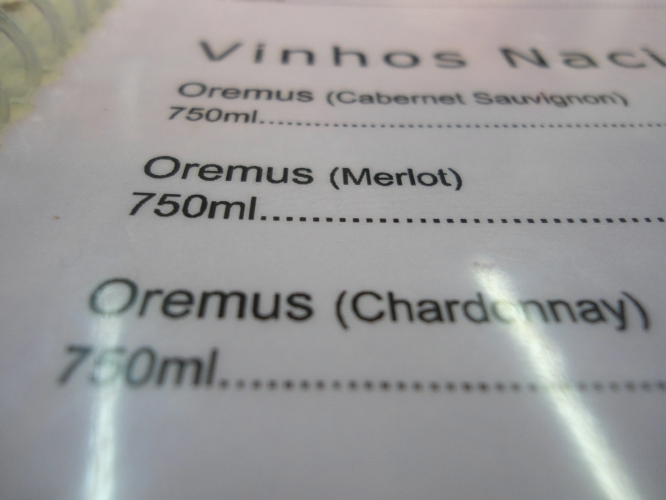 Vinhos Naci
Oremus (Cabernet Sauvignon)
750ml................................................
Oremus (Merlot)
750ml........................................
Oremus (Chardonnay)
750ml..................................